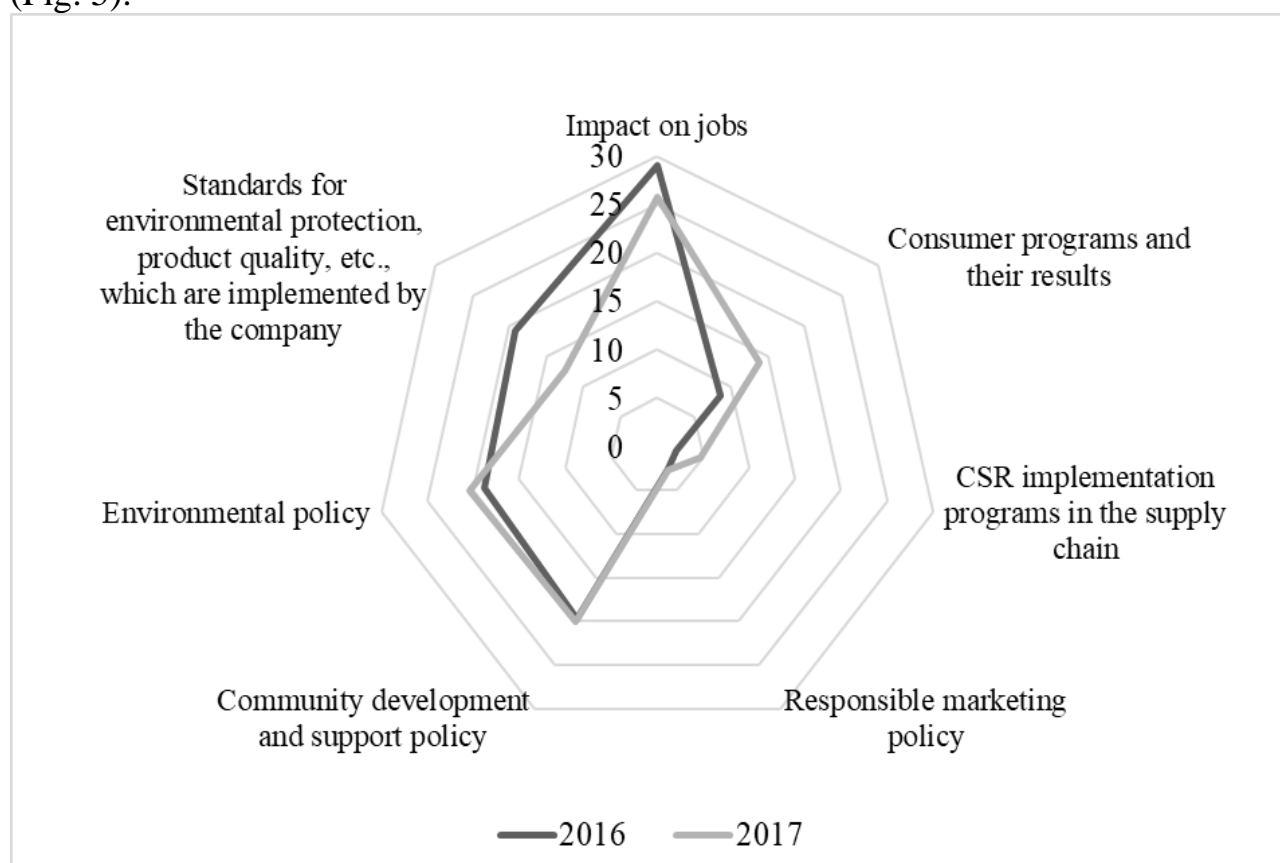 (Fig. 3).
Impact on jobs
30
25
20
15
10
5
0
Standards for
environmental protection,
product quality, etc.,
which are implemented by
the company
Consumer programs and
their results
CSR implementation
programs in the supply
chain
Environmental policy
Community development
and support policy
Responsible marketing
policy
2016
2017